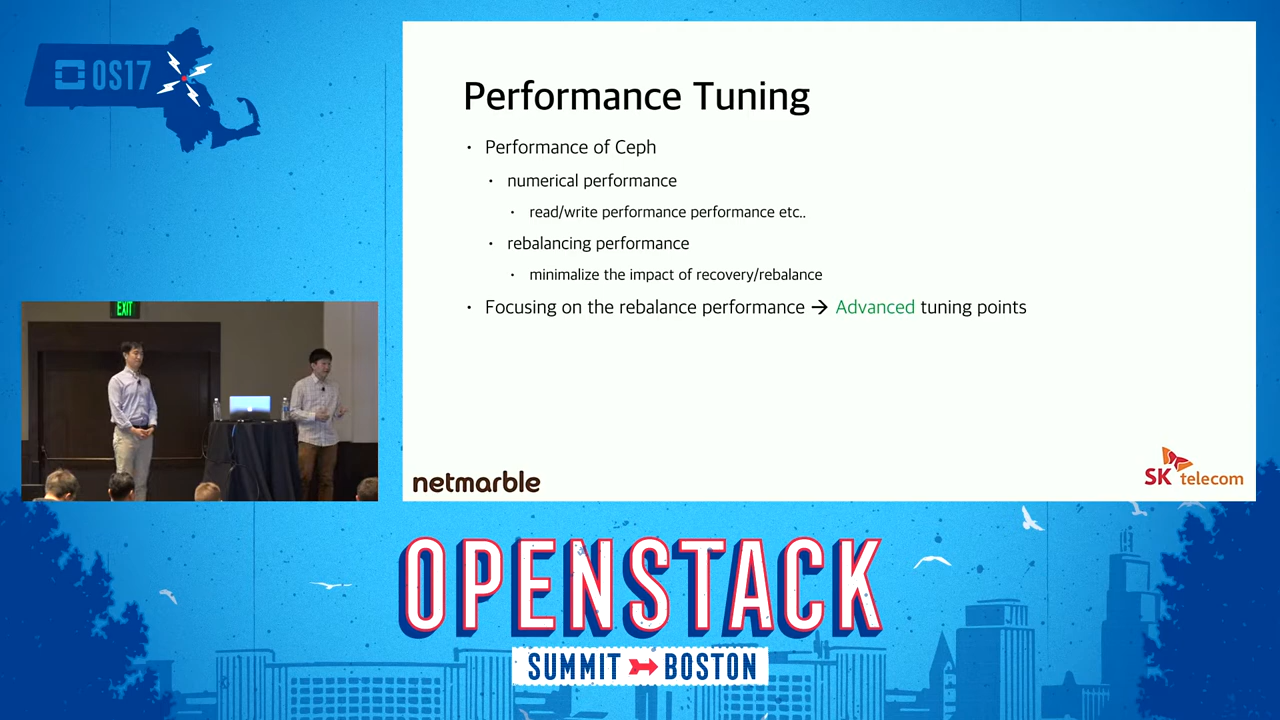 OS17
EXIT
Performance Tuning
• Performance of Ceph
• numerical performance
• read/write performance performance etc..
• rebalancing performance
• minimalize the impact of recovery/rebalance
• Focusing on the rebalance performance → Advanced tuning points
netmarble
SK telecom
OPENSTACK
SUMMIT BOSTON